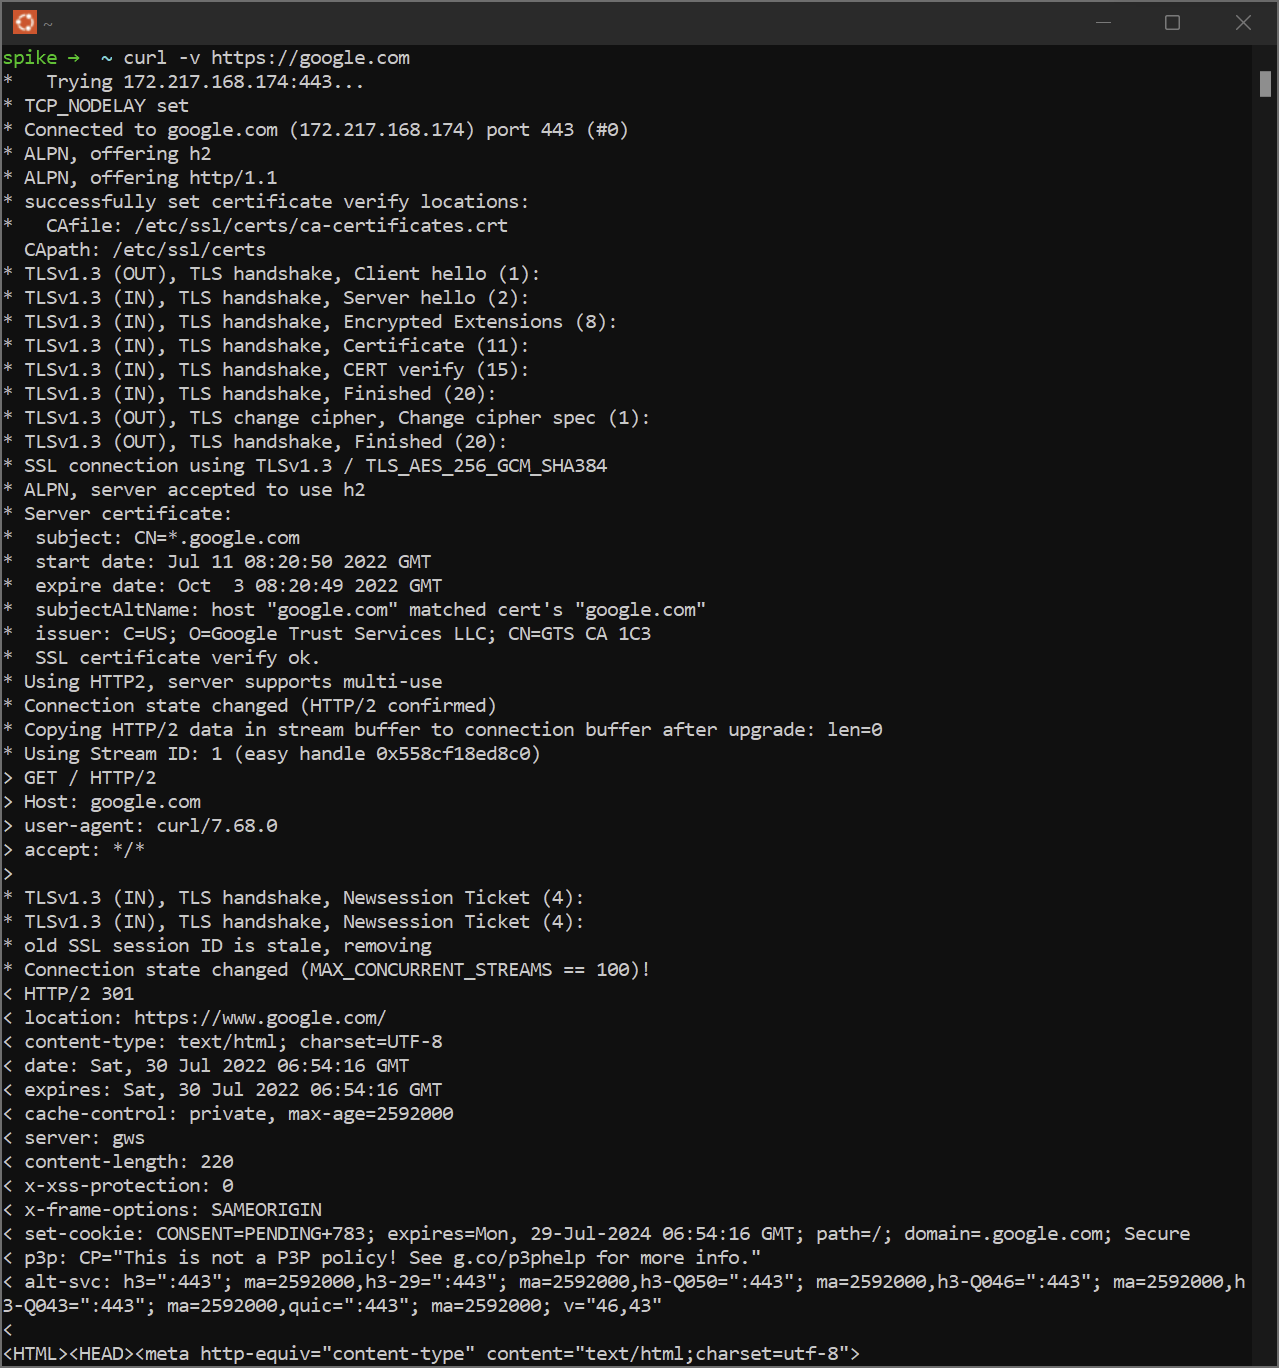 ~
spike → ~ curl -v https://google.com
*   Trying 172.217.168.174:443...
* TCP_NODELAY set
* Connected to google.com (172.217.168.174) port 443 (#0)
* ALPN, offering h2
* ALPN, offering http/1.1
* successfully set certificate verify locations:
*   CAfile: /etc/ssl/certs/ca-certificates.crt
  CApath: /etc/ssl/certs
* TLSv1.3 (OUT), TLS handshake, Client hello (1):
* TLSv1.3 (IN), TLS handshake, Server hello (2):
* TLSv1.3 (IN), TLS handshake, Encrypted Extensions (8):
* TLSv1.3 (IN), TLS handshake, Certificate (11):
* TLSv1.3 (IN), TLS handshake, CERT verify (15):
* TLSv1.3 (IN), TLS handshake, Finished (20):
* TLSv1.3 (OUT), TLS change cipher, Change cipher spec (1):
* TLSv1.3 (OUT), TLS handshake, Finished (20):
* SSL connection using TLSv1.3 / TLS_AES_256_GCM_SHA384
* ALPN, server accepted to use h2
* Server certificate:
*  subject: CN=*.google.com
*  start date: Jul 11 08:20:50 2022 GMT
*  expire date: Oct  3 08:20:49 2022 GMT
*  subjectAltName: host "google.com" matched cert's "google.com"
*  issuer: C=US; O=Google Trust Services LLC; CN=GTS CA 1C3
*  SSL certificate verify ok.
* Using HTTP2, server supports multi-use
* Connection state changed (HTTP/2 confirmed)
* Copying HTTP/2 data in stream buffer to connection buffer after upgrade: len=0
* Using Stream ID: 1 (easy handle 0x558cf18ed8c0)
> GET / HTTP/2
> Host: google.com
> user-agent: curl/7.68.0
> accept: */*
>
* TLSv1.3 (IN), TLS handshake, Newsession Ticket (4):
* TLSv1.3 (IN), TLS handshake, Newsession Ticket (4):
* old SSL session ID is stale, removing
* Connection state changed (MAX_CONCURRENT_STREAMS == 100)!
< HTTP/2 301
< location: https://www.google.com/
< content-type: text/html; charset=UTF-8
< date: Sat, 30 Jul 2022 06:54:16 GMT
< expires: Sat, 30 Jul 2022 06:54:16 GMT
< cache-control: private, max-age=2592000
< server: gws
< content-length: 220
< x-xss-protection: 0
< x-frame-options: SAMEORIGIN
< set-cookie: CONSENT=PENDING+783; expires=Mon, 29-Jul-2024 06:54:16 GMT; path=/; domain=.google.com; Secure
< p3p: CP="This is not a P3P policy! See g.co/p3phelp for more info."
< alt-svc: h3=":443"; ma=2592000,h3-29=":443"; ma=2592000,h3-Q050=":443"; ma=2592000,h3-Q046=":443"; ma=2592000,h
3-Q043=":443"; ma=2592000,quic=":443"; ma=2592000; v="46,43"
<
<HTML><HEAD><meta http-equiv="content-type" content="text/html;charset=utf-8">